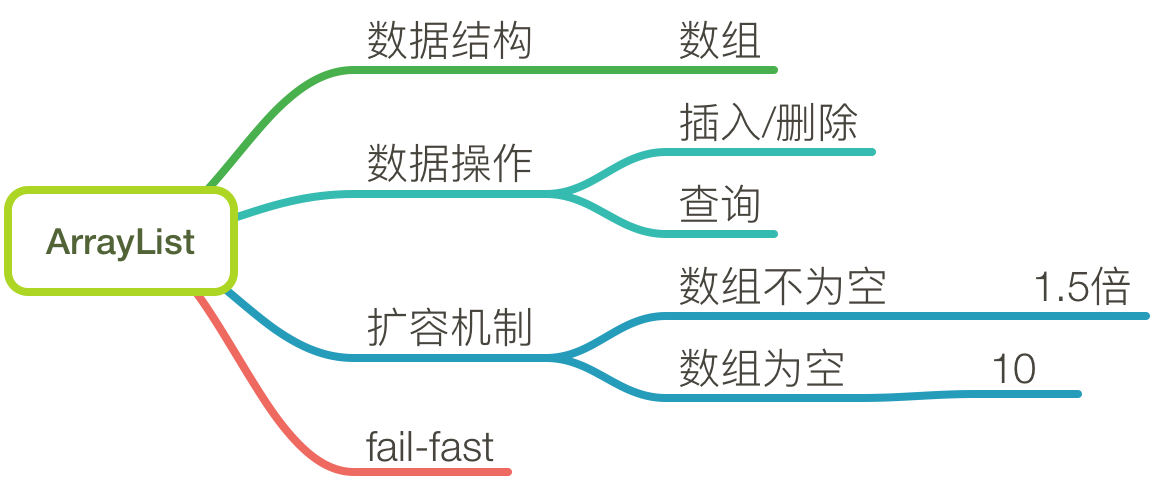 数据结构 数组
插入/删除
数据操作
查询
ArrayList
数组不为空 1.5倍
扩容机制
数组为空 10
fail-fast